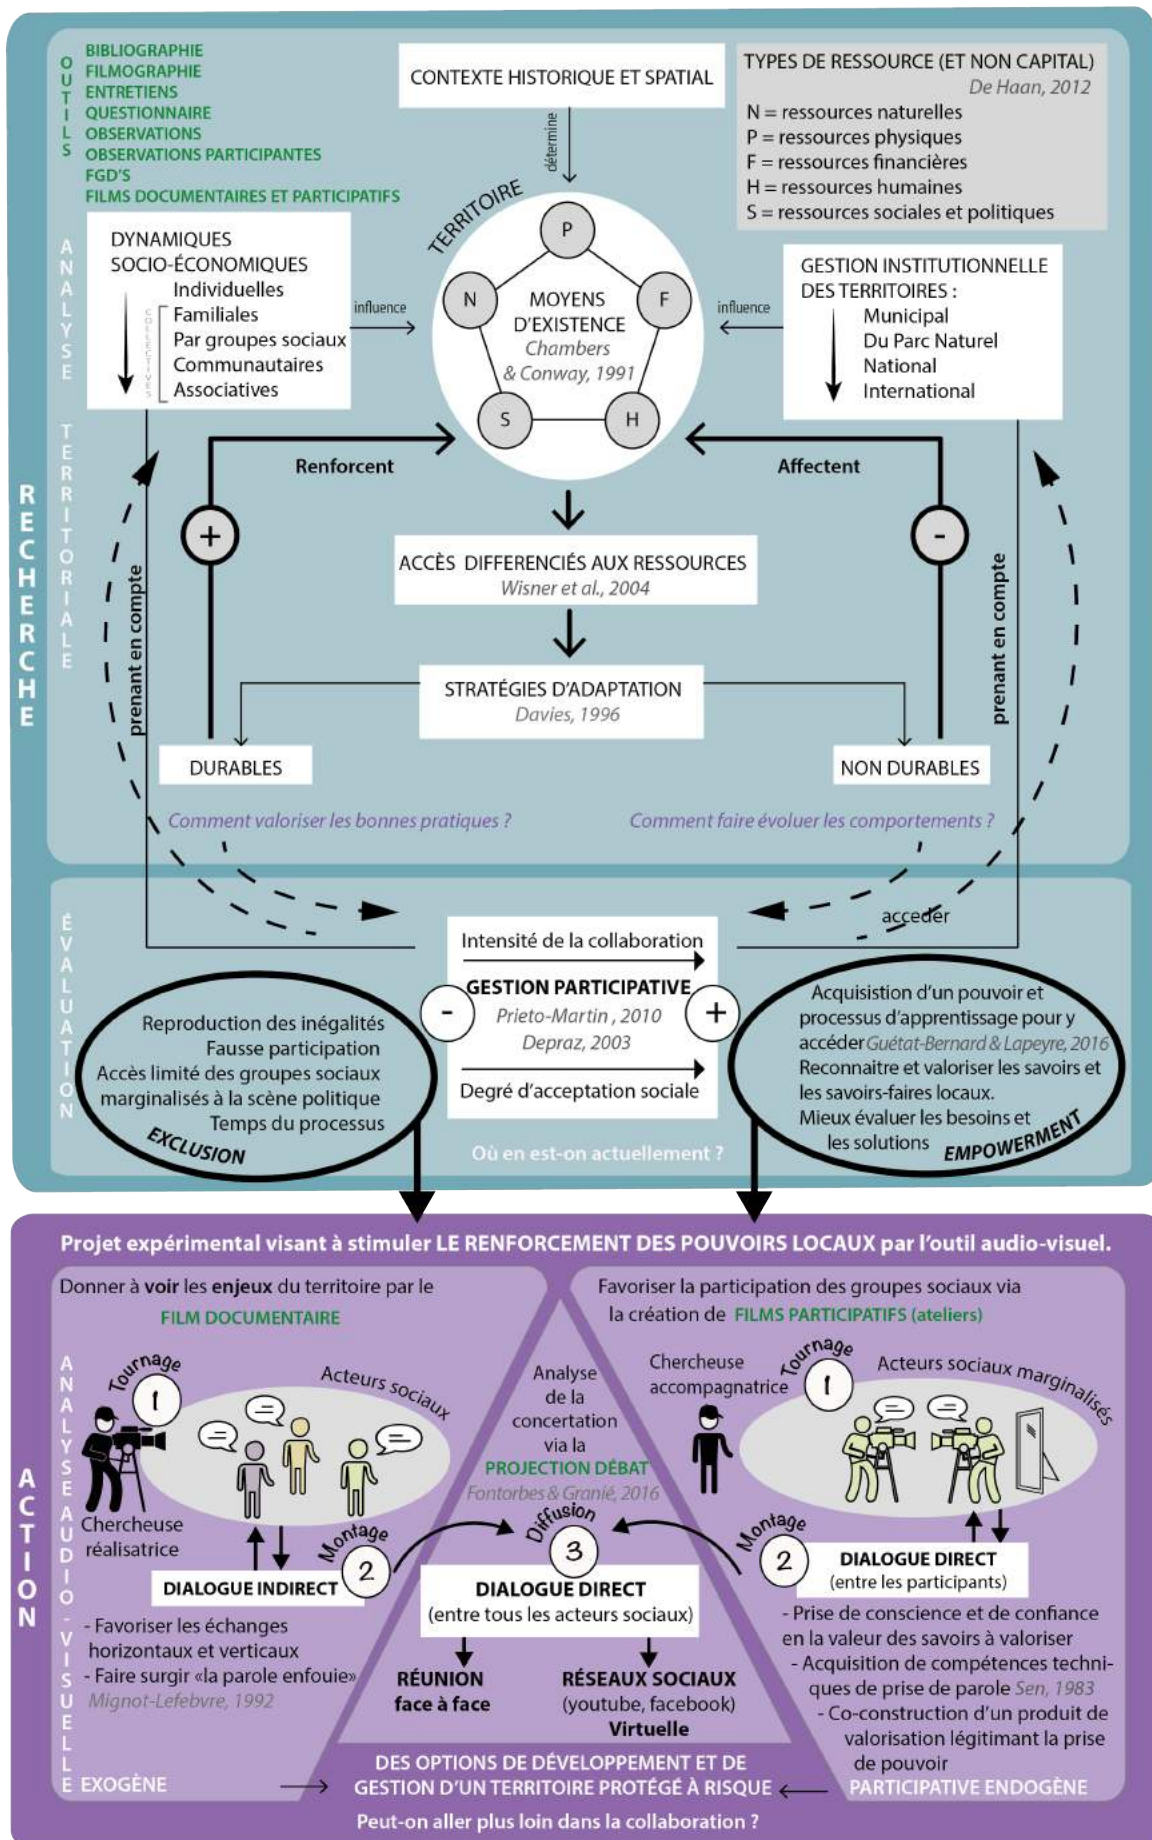 RECHERCHE
OUTILS
BIBLIOGRAPHIE
FILMOGRAPHIE
ENTRETIENS
QUESTIONNAIRE
OBSERVATIONS
OBSERVATIONS PARTICIPANTES
FGD'S
FILMS DOCUMENTAIRES ET PARTICIPATIFS
CONTEXTE HISTORIQUE ET SPATIAL
détermine
TYPES DE RESSOURCE (ET NON CAPITAL)
De Haan, 2012
N = ressources naturelles
P = ressources physiques
F = ressources financières
H = ressources humaines
S = ressources sociales et politiques
ANALYSE TERRITORIALE
DYNAMIQUES
SOCIO-ÉCONOMIQUES
Individuelles
COLLECTIVES
Familiales
Par groupes sociaux
Communautaires
Associatives
influence
TERRITOIRE
P
N
F
S
H
MOYENS
D'EXISTENCE
Chambers
& Conway, 1991
influence
GESTION INSTITUTIONNELLE
DES TERRITOIRES :
Municipal
Du Parc Naturel
National
International
Renforcent
Affectent
+
-
ACCÈS DIFFERENCIÉS AUX RESSOURCES
Wisner et al., 2004
prenant en compte
prenant en compte
STRATÉGIES D'ADAPTATION
Davies, 1996
DURABLES
NON DURABLES
Comment valoriser les bonnes pratiques ?
Comment faire évoluer les comportements ?
ÉVALUATION
acceder
Intensité de la collaboration
GESTION PARTICIPATIVE
Prieto-Martin , 2010
Depraz, 2003
Degré d'acceptation sociale
-
+
Reproduction des inégalités
Fausse participation
Accès limité des groupes sociaux
marginalisés à la scène politique
Temps du processus
EXCLUSION
Acquisistion d'un pouvoir et
processus d'apprentissage pour y
accéder Guétat-Bernard & Lapeyre, 2016
Reconnaitre et valoriser les savoirs et
les savoirs-faires locaux.
Mieux évaluer les besoins et
les solutions
EMPOWERMENT
Où en est-on actuellement ?
ACTION
Projet expérimental visant à stimuler LE RENFORCEMENT DES POUVOIRS LOCAUX par l'outil audio-visuel.
ANALYSE AUDIO-VISUELLE
Donner à voir les enjeux du territoire par le
FILM DOCUMENTAIRE
Tournage
1
Acteurs sociaux
Chercheuse
réalisatrice
Montage
2
DIALOGUE INDIRECT
- Favoriser les échanges
horizontaux et verticaux
- Faire surgir «la parole enfouie»
Mignot-Lefebvre, 1992
EXOGÈNE
Analyse
de la
concertation
via la
PROJECTION DÉBAT
Fontorbes & Granié, 2016
Diffusion
3
DIALOGUE DIRECT
(entre tous les acteurs sociaux)
RÉUNION
face à face
RÉSEAUX SOCIAUX
(youtube, facebook)
Virtuelle
Favoriser la participation des groupes sociaux via
la création de FILMS PARTICIPATIFS (ateliers)
Chercheuse
accompagnatrice
Tournage
1
Acteurs sociaux marginalisés
Montage
2
DIALOGUE DIRECT
(entre les participants)
- Prise de conscience et de confiance
en la valeur des savoirs à valoriser
- Acquisition de compétences techni-
ques de prise de parole Sen, 1983
- Co-construction d'un produit de
valorisation légitimant la prise
de pouvoir
PARTICIPATIVE ENDOGÈNE
DES OPTIONS DE DÉVELOPPEMENT ET DE
GESTION D'UN TERRITOIRE PROTÉGÉ À RISQUE
Peut-on aller plus loin dans la collaboration ?